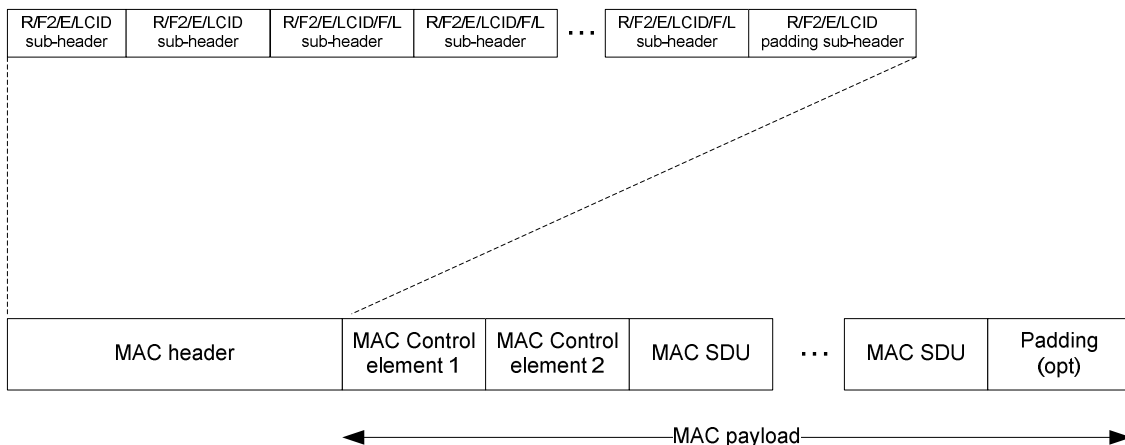 R/F2/E/LCID
sub-header
R/F2/E/LCID
sub-header
R/F2/E/LCID/F/L
sub-header
R/F2/E/LCID/F/L
sub-header
...
R/F2/E/LCID/F/L
sub-header
R/F2/E/LCID
padding sub-header
MAC header
MAC Control
element 1
MAC Control
element 2
MAC SDU
...
MAC SDU
Padding
(opt)
MAC payload